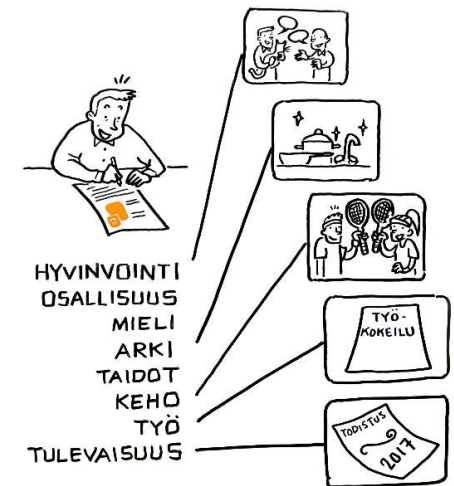 HYVINVOINTI
OSALLISUUS
MIELI
ARKI
TAIDOT
KEHO
TYÖ
TULEVAISUUS
TYÖ-
KOKEILU
TODISTUS
2017